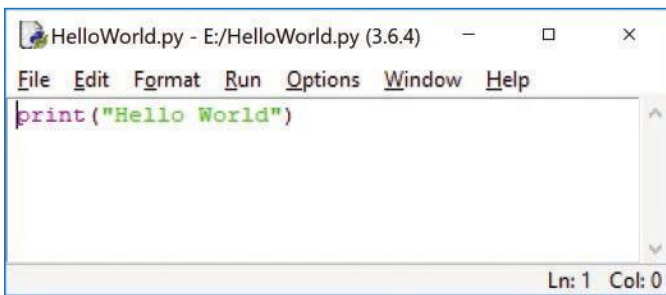 HelloWorld.py - E:/HelloWorld.py (3.6.4)
File Edit Format Run Options Window Help
print("Hello World")
Ln: 1 Col: 0